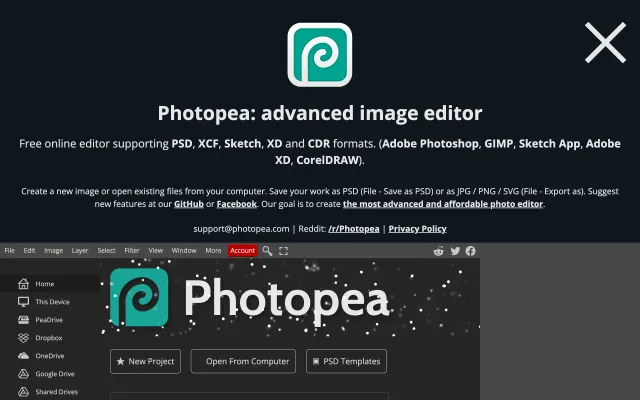 Photopea: advanced image editor
Free online editor supporting PSD, XCF, Sketch, XD and CDR formats. (Adobe Photoshop, GIMP, Sketch App, Adobe
XD, CorelDRAW).
Create a new image or open existing files from your computer. Save your work as PSD (File - Save as PSD) or as JPG / PNG / SVG (File - Export as). Suggest
new features at our GitHub or Facebook. Our goal is to create the most advanced and affordable photo editor.
support@photopea.com | Reddit: /r/Photopea | Privacy Policy
File Edit Image Layer Select Filter View Window More Account
Home
This Device
PeaDrive
Dropbox
OneDrive
Google Drive
Shared Drives
Photopea
New Project
Open From Computer
PSD Templates